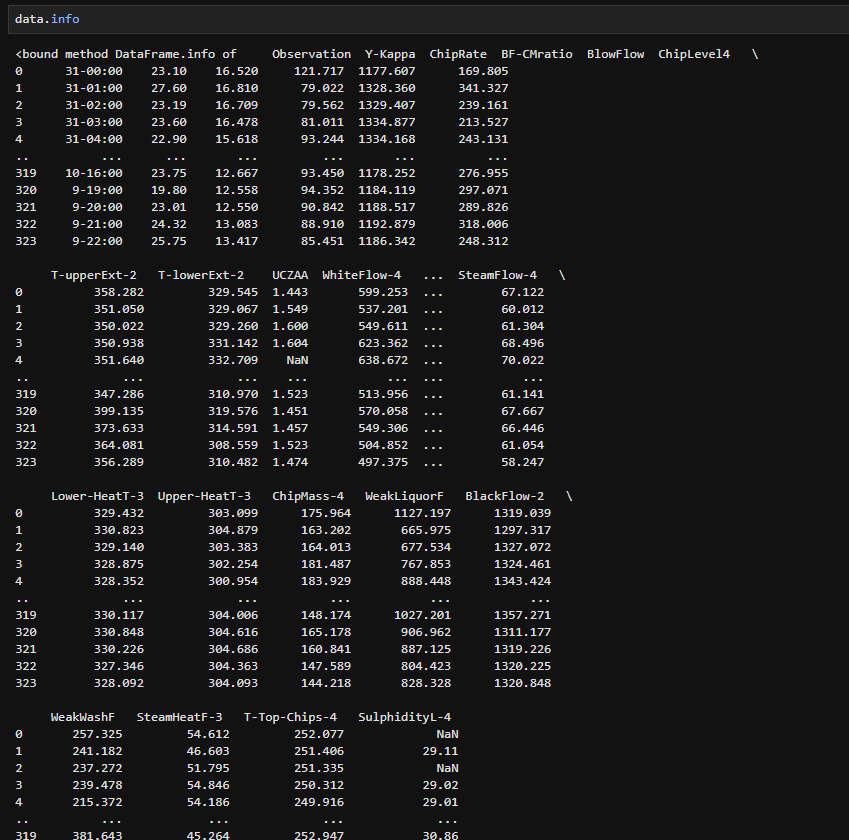 data.info
<bound method DataFrame.info of     Observation  Y-Kappa  ChipRate  BF-CMratio  BlowFlow  ChipLevel4   \
0      31-00:00    23.10    16.520     121.717  1177.607     169.805
1      31-01:00    27.60    16.810      79.022  1328.360     341.327
2      31-02:00    23.19    16.709      79.562  1329.407     239.161
3      31-03:00    23.60    16.478      81.011  1334.877     213.527
4      31-04:00    22.90    15.618      93.244  1334.168     243.131
..          ...      ...       ...         ...       ...         ...
319    10-16:00    23.75    12.667      93.450  1178.252     276.955
320     9-19:00    19.80    12.558      94.352  1184.119     297.071
321     9-20:00    23.01    12.550      90.842  1188.517     289.826
322     9-21:00    24.32    13.083      88.910  1192.879     318.006
323     9-22:00    25.75    13.417      85.451  1186.342     248.312
T-upperExt-2   T-lowerExt-2    UCZAA  WhiteFlow-4   ...  SteamFlow-4   \
0          358.282        329.545  1.443      599.253  ...       67.122
1          351.050        329.067  1.549      537.201  ...       60.012
2          350.022        329.260  1.600      549.611  ...       61.304
3          350.938        331.142  1.604      623.362  ...       68.496
4          351.640        332.709    NaN      638.672  ...       70.022
..             ...            ...    ...          ...  ...          ...
319        347.286        310.970  1.523      513.956  ...       61.141
320        399.135        319.576  1.451      570.058  ...       67.667
321        373.633        314.591  1.457      549.306  ...       66.446
322        364.081        308.559  1.523      504.852  ...       61.054
323        356.289        310.482  1.474      497.375  ...       58.247
Lower-HeatT-3  Upper-HeatT-3   ChipMass-4   WeakLiquorF   BlackFlow-2   \
0          329.432        303.099      175.964      1127.197      1319.039
1          330.823        304.879      163.202       665.975      1297.317
2          329.140        303.383      164.013       677.534      1327.072
3          328.875        302.254      181.487       767.853      1324.461
4          328.352        300.954      183.929       888.448      1343.424
..             ...            ...          ...           ...           ...
319        330.117        304.006      148.174      1027.201      1357.271
320        330.848        304.616      165.178       906.962      1311.177
321        330.226        304.686      160.841       887.125      1319.226
322        327.346        304.363      147.589       804.423      1320.225
323        328.092        304.093      144.218       828.328      1320.848
WeakWashF   SteamHeatF-3   T-Top-Chips-4   SulphidityL-4
0       257.325         54.612         252.077             NaN
1       241.182         46.603         251.406           29.11
2       237.272         51.795         251.335             NaN
3       239.478         54.846         250.312           29.02
4       215.372         54.186         249.916           29.01
..          ...            ...             ...             ...
319     381.643         45.264         252.947           30.86